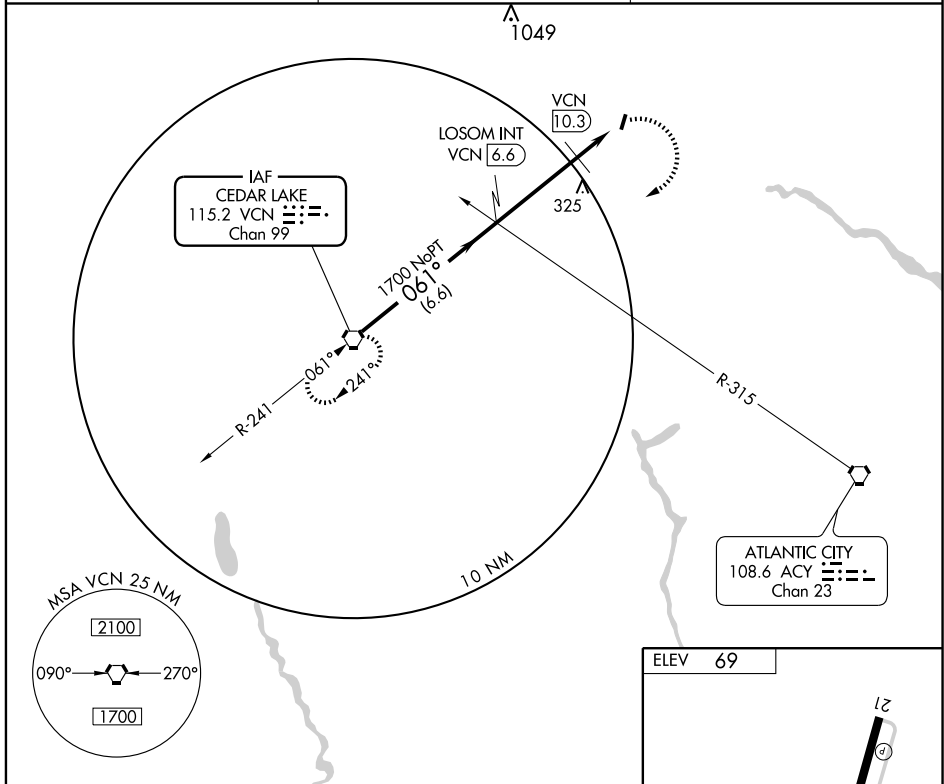 1049
VCN
10.3
LOSOM INT
VCN 6.6
325
IAF
CEDAR LAKE
115.2 VCN
Chan 99
1700 NoPT
061°
(6.6)
061°
241°
R-241
R-315
10 NM
ATLANTIC CITY
108.6 ACY
Chan 23
MSA VCN 25 NM
2100
090°
270°
1700
ELEV 69
21
P